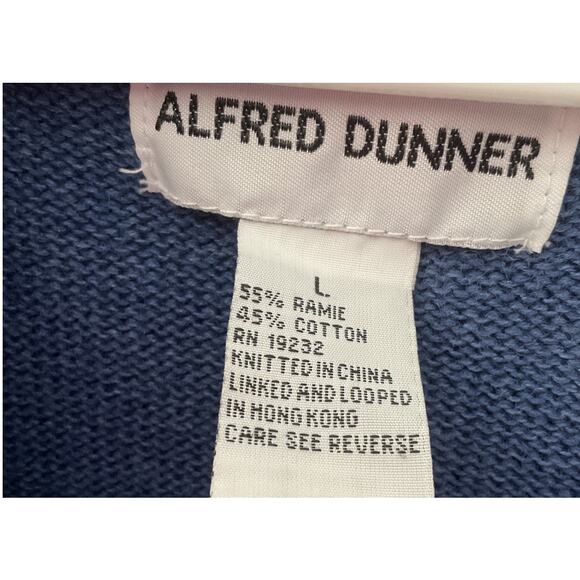 ALFRED DUNNER
L
55% RAMIE
45% COTTON
RN 19232
KNITTED IN CHINA
LINKED AND LOOPED
IN HONG KONG
CARE SEE REVERSE